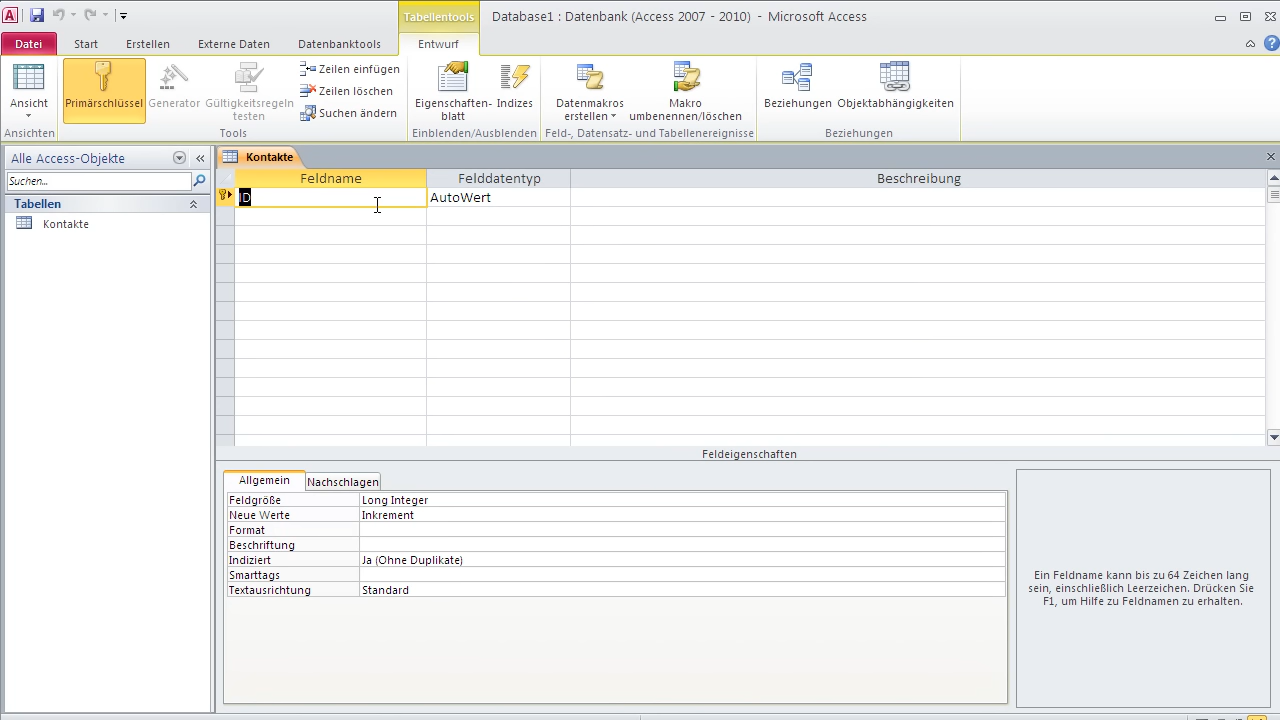 Tabellentools
Database1 : Datenbank (Access 2007 - 2010) - Microsoft Access
Datei
Start
Erstellen
Externe Daten
Datenbanktools
Entwurf
Ansicht
Primärschlüssel
Generator
Gültigkeitsregeln
testen
Zeilen einfügen
Zeilen löschen
Suchen ändern
Eigenschaften-
blatt
Indizes
Datenmakros
erstellen
Makro
umbenennen/löschen
Beziehungen
Objektabhängigkeiten
Ansichten
Tools
Einblenden/Ausblenden
Feld-, Datensatz- und Tabellenereignisse
Beziehungen
Alle Access-Objekte
Suchen...
Tabellen
Kontakte
Kontakte
Feldname
Felddatentyp
Beschreibung
ID
AutoWert
Feldeigenschaften
Allgemein
Nachschlagen
Feldgröße
Long Integer
Neue Werte
Inkrement
Format
Beschriftung
Indiziert
Ja (Ohne Duplikate)
Smarttags
Textausrichtung
Standard
Ein Feldname kann bis zu 64 Zeichen lang
sein, einschließlich Leerzeichen. Drücken Sie
F1, um Hilfe zu Feldnamen zu erhalten.